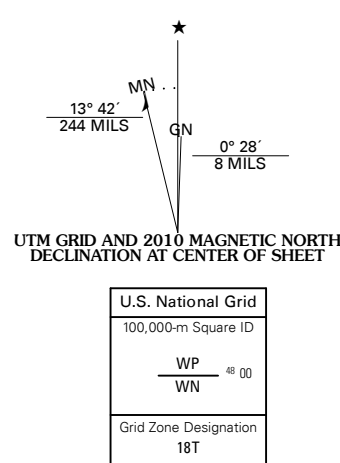 ★
MN
13° 42´
244 MILS
GN
0° 28´
8 MILS
UTM GRID AND 2010 MAGNETIC NORTH
DECLINATION AT CENTER OF SHEET
U.S. National Grid
100,000-m Square ID
WP
48 00
WN
Grid Zone Designation
18T